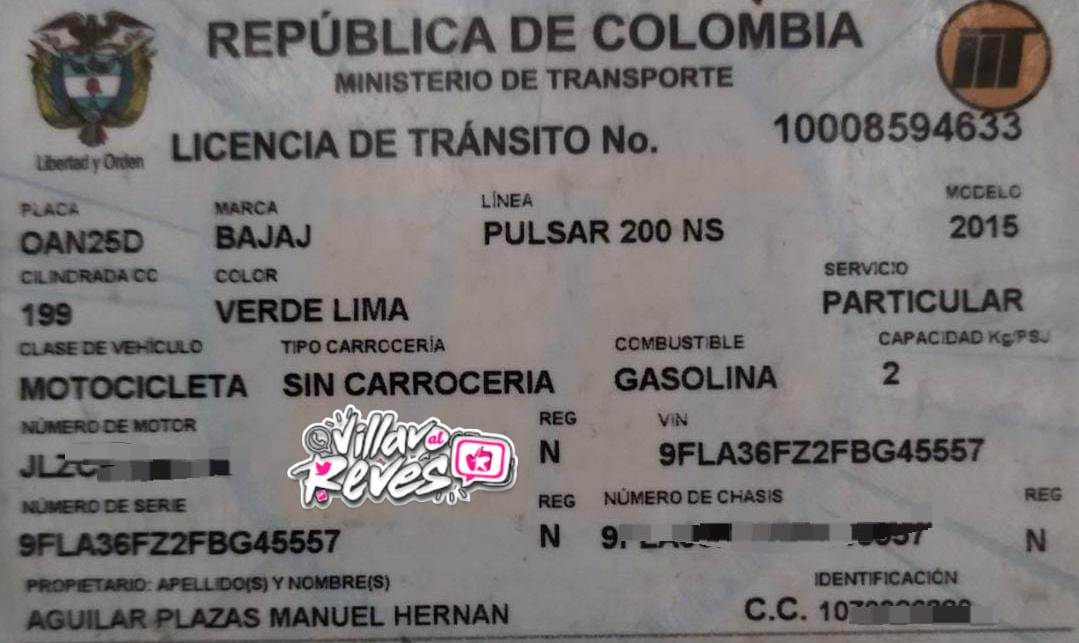 REPÚBLICA DE COLOMBIA
MINISTERIO DE TRANSPORTE
Libertad y Orden
LICENCIA DE TRÁNSITO No. 10008594633
PLACA MARCA LÍNEA MODELO
OAN25D BAJAJ PULSAR 200 NS 2015
CILINDRADA CC COLOR SERVICIO
199 VERDE LIMA PARTICULAR
CLASE DE VEHÍCULO TIPO CARROCERÍA COMBUSTIBLE CAPACIDAD Kg/PSJ
MOTOCICLETA SIN CARROCERIA GASOLINA 2
NÚMERO DE MOTOR REG VIN
N 9FLA36FZ2FBG45557
Villavo al Reves
NÚMERO DE SERIE REG NÚMERO DE CHASIS REG
9FLA36FZ2FBG45557 N N
PROPIETARIO: APELLIDO(S) Y NOMBRE(S) IDENTIFICACIÓN
AGUILAR PLAZAS MANUEL HERNAN C.C.